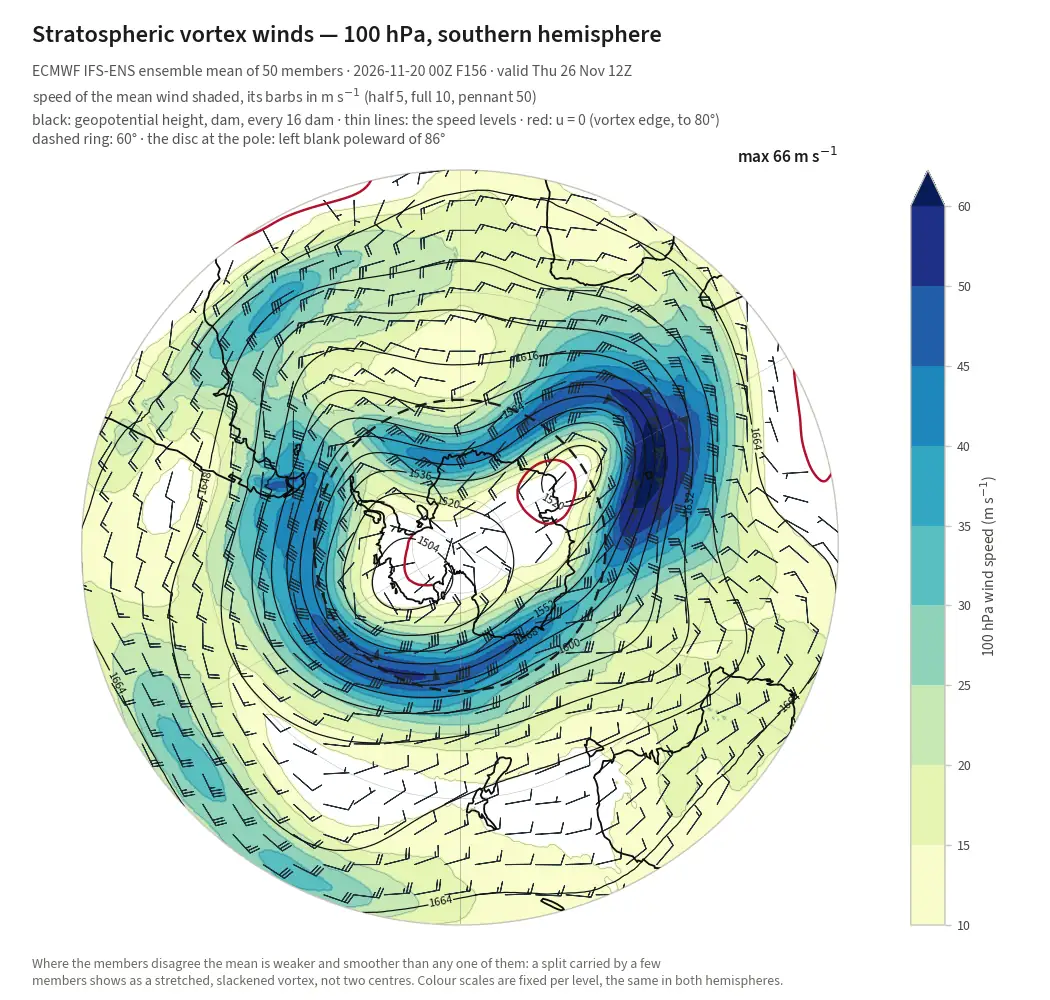 Stratospheric vortex winds — 100 hPa, southern hemisphere
ECMWF IFS-ENS ensemble mean of 50 members · 2026-11-20 00Z F156 · valid Thu 26 Nov 12Z
speed of the mean wind shaded, its barbs in m s⁻¹ (half 5, full 10, pennant 50)
black: geopotential height, dam, every 16 dam · thin lines: the speed levels · red: u = 0 (vortex edge, to 80°)
dashed ring: 60° · the disc at the pole: left blank poleward of 86°
max 66 m s⁻¹
60
50
45
40
35
30
25
20
15
10
100 hPa wind speed (m s⁻¹)
1616
1584
1664
1536
1648
1520
1520
1632
1504
1600
1664
1664
Where the members disagree the mean is weaker and smoother than any one of them: a split carried by a few
members shows as a stretched, slackened vortex, not two centres. Colour scales are fixed per level, the same in both hemispheres.